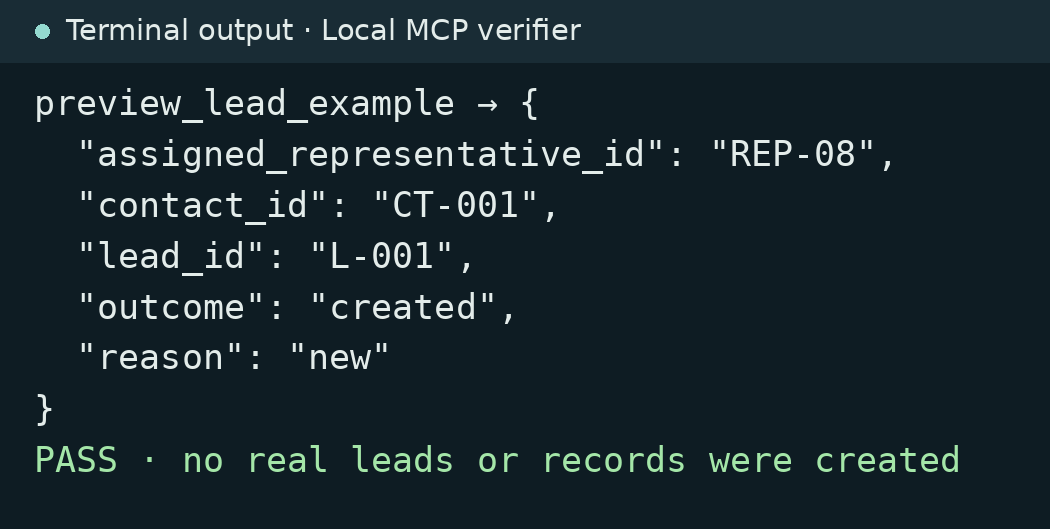 Terminal output · Local MCP verifier
preview_lead_example → {
  "assigned_representative_id": "REP-08",
  "contact_id": "CT-001",
  "lead_id": "L-001",
  "outcome": "created",
  "reason": "new"
}
PASS · no real leads or records were created